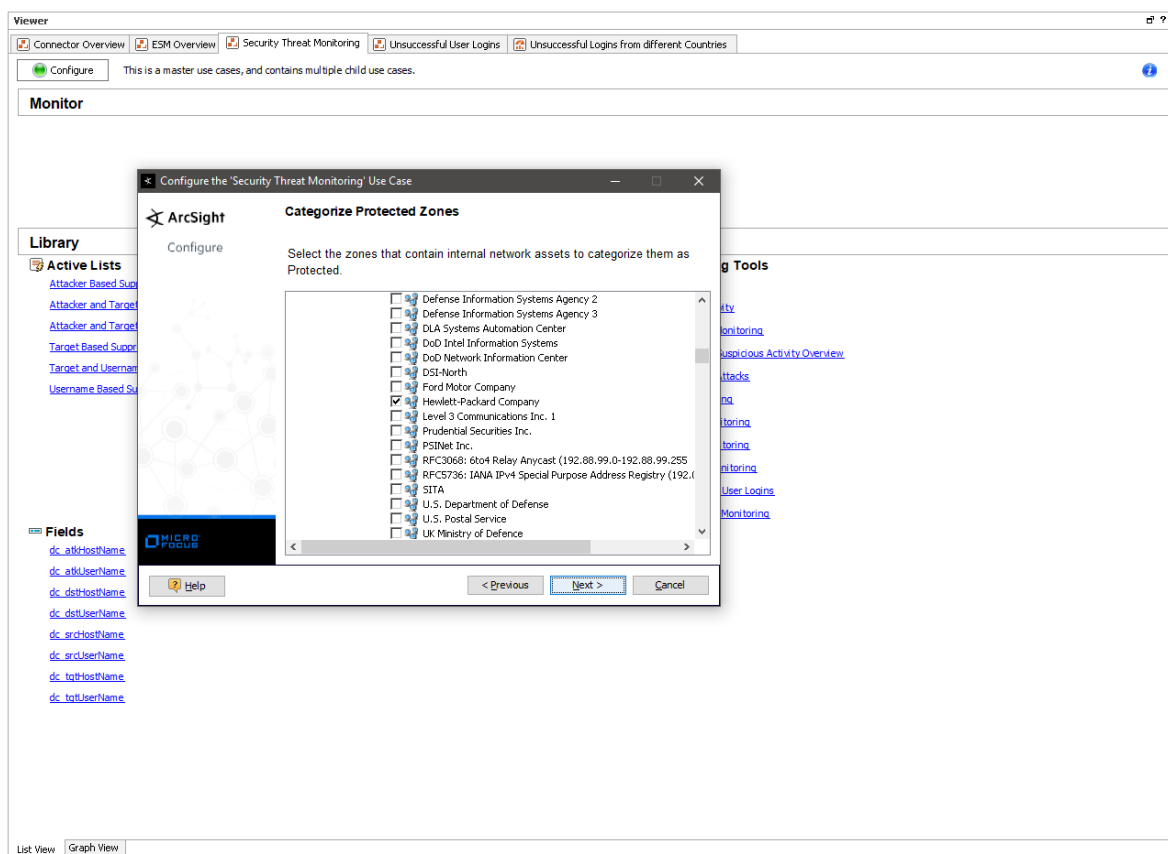 Viewer
Connector Overview ESM Overview Security Threat Monitoring Unsuccessful User Logins Unsuccessful Logins from different Countries
Configure This is a master use cases, and contains multiple child use cases.
Monitor
Configure the 'Security Threat Monitoring' Use Case
ArcSight
Configure
Categorize Protected Zones
Select the zones that contain internal network assets to categorize them as
Protected.
Defense Information Systems Agency 2
Defense Information Systems Agency 3
DLA Systems Automation Center
DoD Intel Information Systems
DoD Network Information Center
DSI-North
Ford Motor Company
Hewlett-Packard Company
Level 3 Communications Inc. 1
Prudential Securities Inc.
PSINet Inc.
RFC3068: 6to4 Relay Anycast (192.88.99.0-192.88.99.255
RFC5736: IANA IPv4 Special Purpose Address Registry (192.0
SITA
U.S. Department of Defense
U.S. Postal Service
UK Ministry of Defence
MICRO
FOCUS
Help < Previous Next > Cancel
Library
Active Lists
Attacker Based Sup
Attacker and Target
Attacker and Target
Target Based Suppr
Target and Usernam
Username Based Su
Fields
dc_atkHostName
dc_atkUserName
dc_dstHostName
dc_dstUserName
dc_srcHostName
dc_srcUserName
dc_tgtHostName
dc_tgtUserName
g Tools
ity
onitoring
uspicious Activity Overview
ttacks
ng
itoring
toring
nitoring
User Logins
Monitoring
List View Graph View